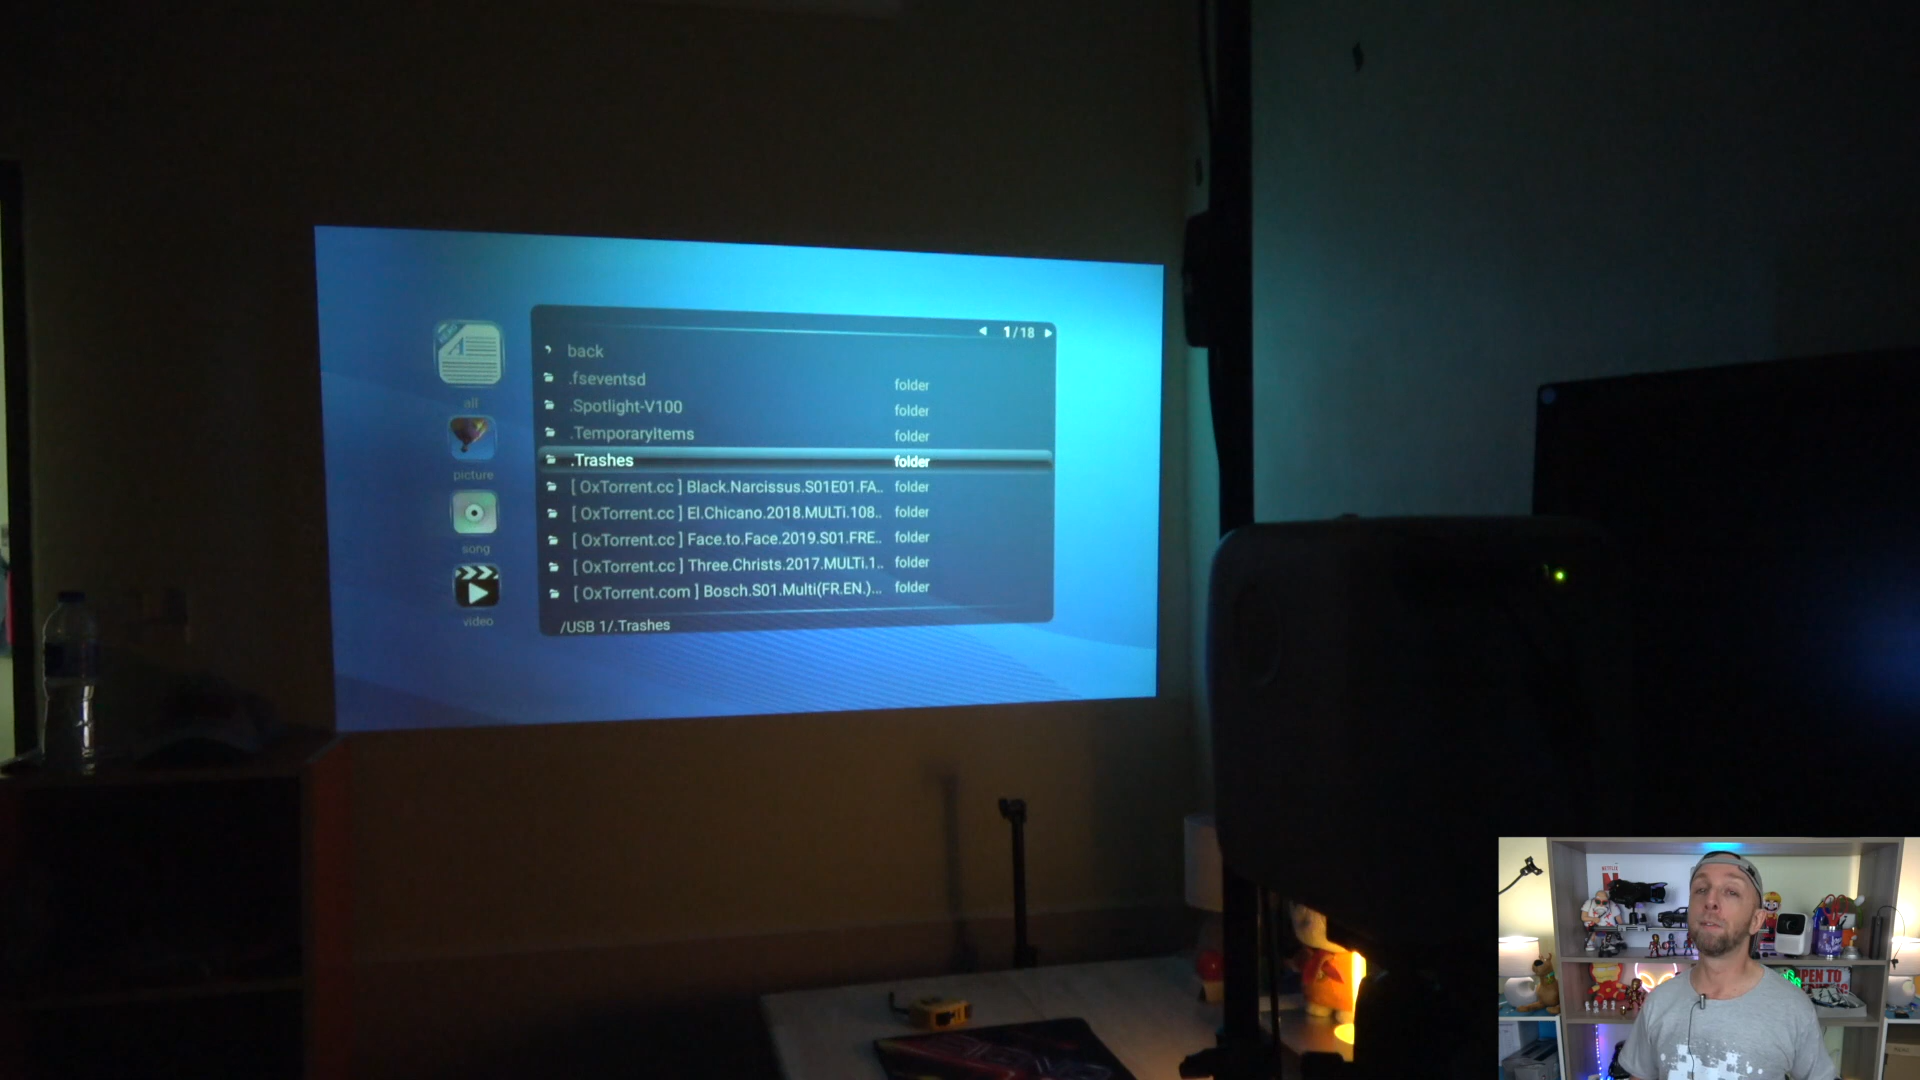 1/18
back
.fseventsd folder
.Spotlight-V100 folder
.TemporaryItems folder
.Trashes folder
[ OxTorrent.cc ] Black.Narcissus.S01E01.FA.. folder
[ OxTorrent.cc ] El.Chicano.2018.MULTi.108.. folder
[ OxTorrent.cc ] Face.to.Face.2019.S01.FRE.. folder
[ OxTorrent.cc ] Three.Christs.2017.MULTi.1.. folder
[ OxTorrent.com ] Bosch.S01.Multi(FR.EN.)... folder
/USB 1/.Trashes
all
picture
song
video
NETFLIX
N
OPEN TO